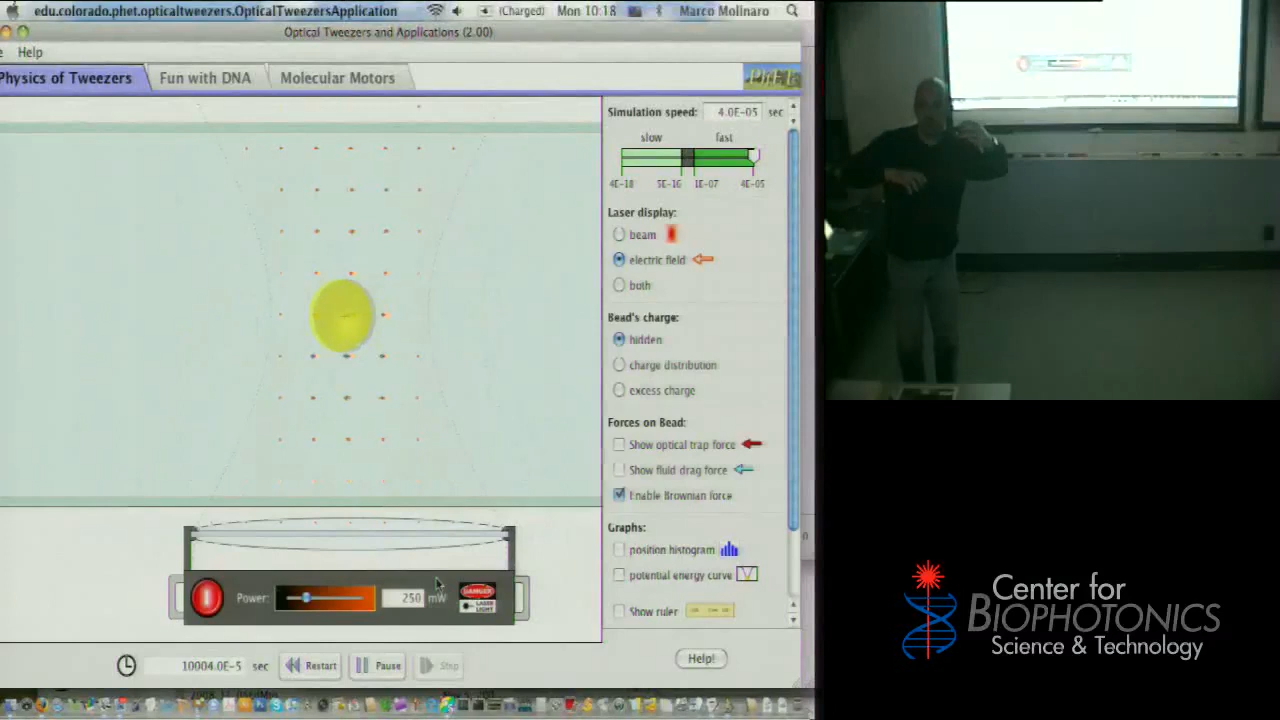 edu.colorado.phet.opticaltweezers.OpticalTweezersApplication (Charged) Mon 10:18 Marco Molinaro
Optical Tweezers and Applications (2.00)
Help
Physics of Tweezers Fun with DNA Molecular Motors PhET
Simulation speed: 4.0E-05 sec
slow fast
4E-18 5E-16 1E-07 4E-05
Laser display:
beam
electric field
both
Bead's charge:
hidden
charge distribution
excess charge
Forces on Bead:
Show optical trap force
Show fluid drag force
Enable Brownian force
Graphs:
position histogram
potential energy curve
Show ruler
Power: 250 mW DANGER
LASER LIGHT
10004.0E-5 sec Restart Pause Step
Help!
Center for
BIOPHOTONICS
Science & Technology